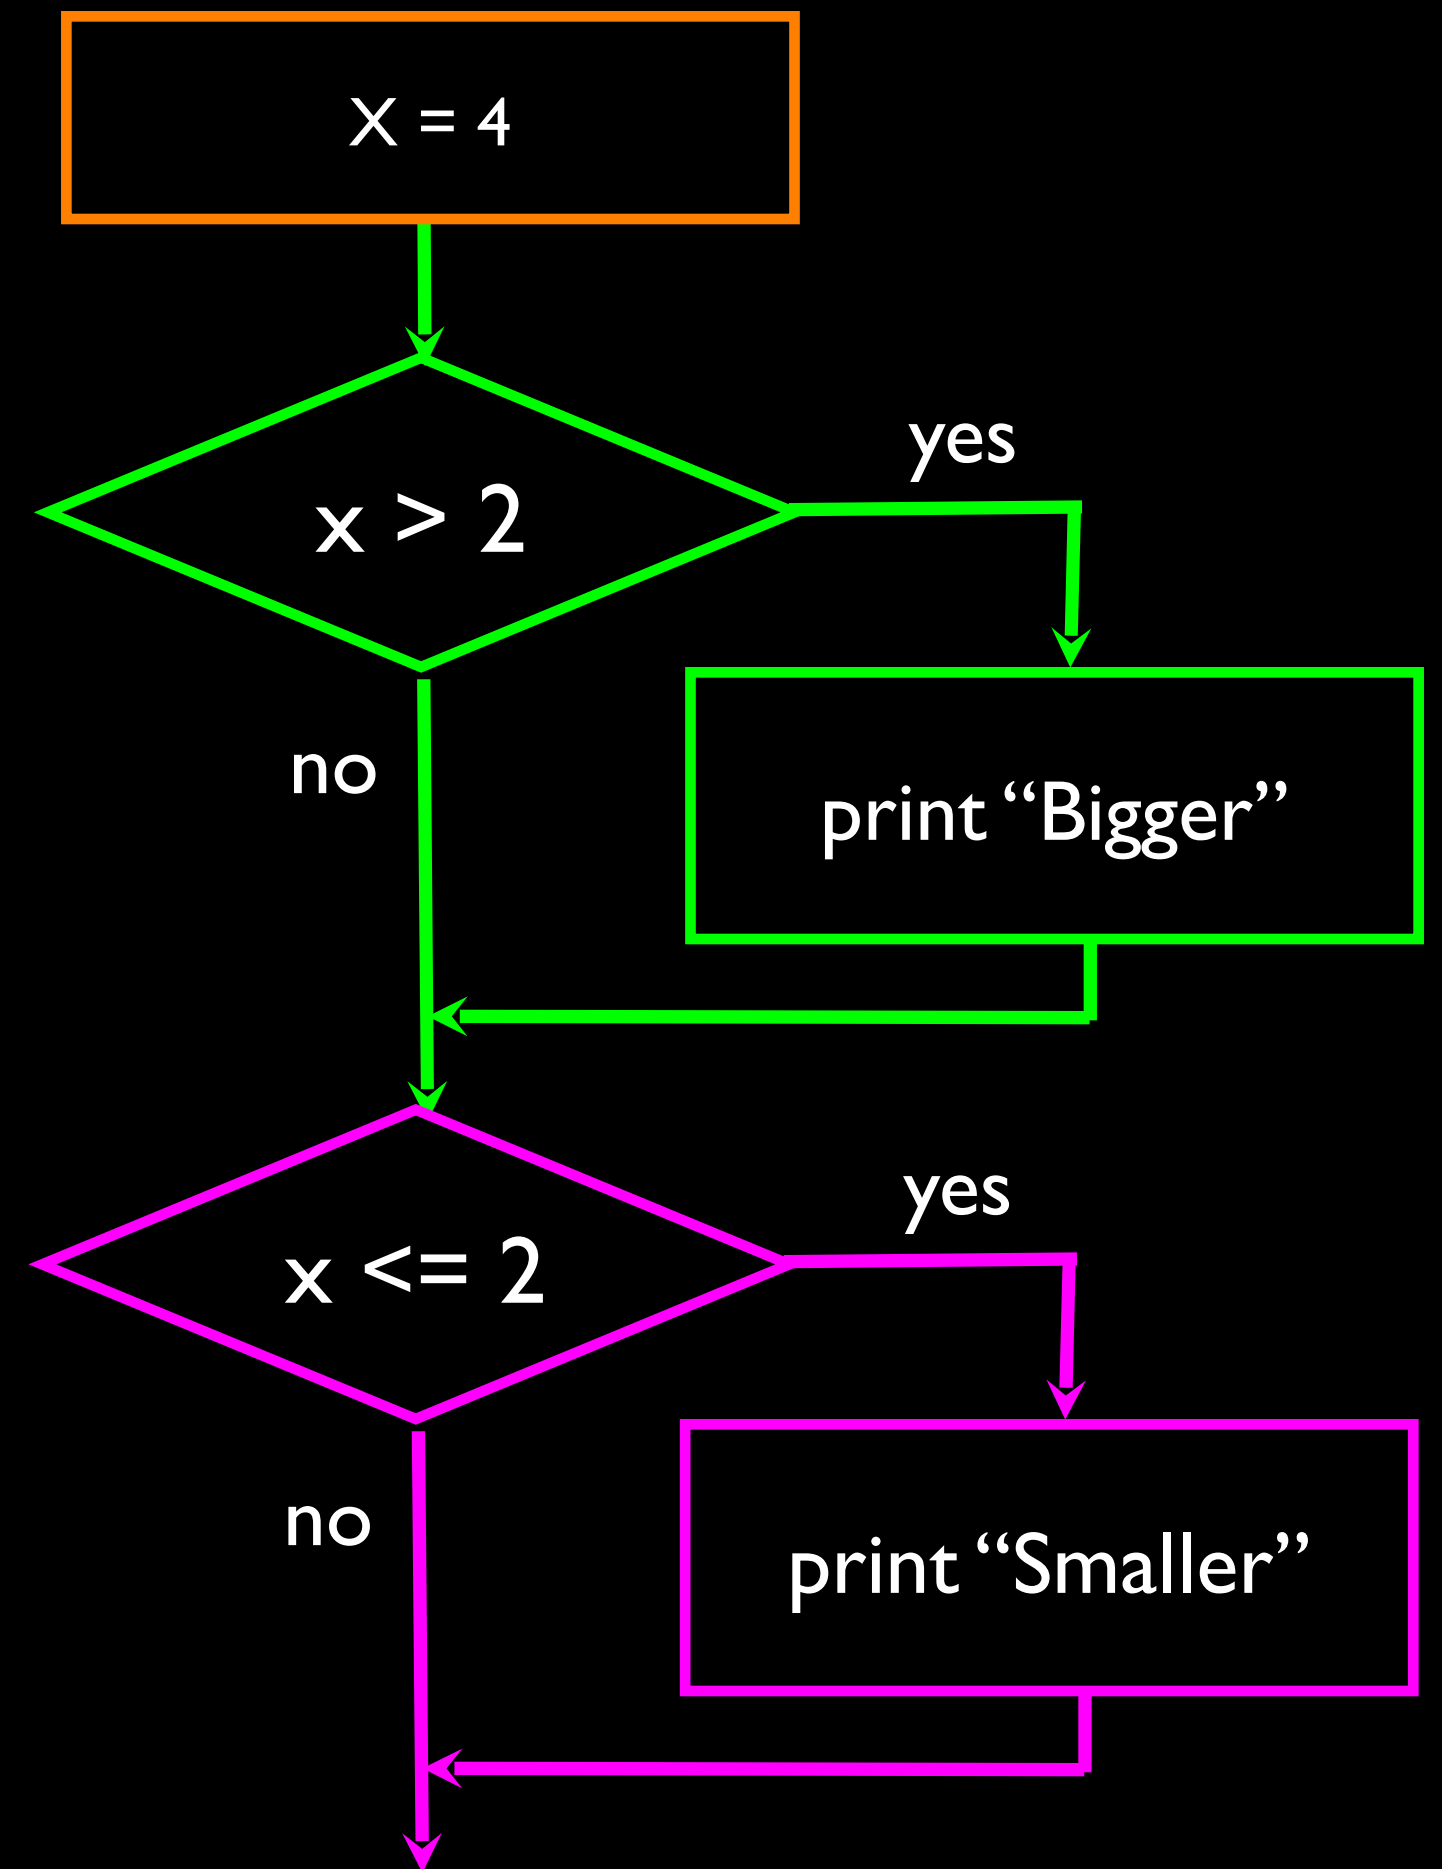 X = 4
yes
x > 2
no
print “Bigger”
yes
x <= 2
no
print “Smaller”